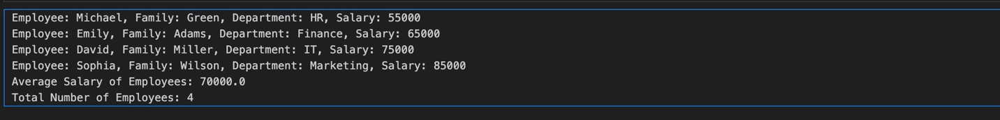 Employee: Michael, Family: Green, Department: HR, Salary: 55000
Employee: Emily, Family: Adams, Department: Finance, Salary: 65000
Employee: David, Family: Miller, Department: IT, Salary: 75000
Employee: Sophia, Family: Wilson, Department: Marketing, Salary: 85000
Average Salary of Employees: 70000.0
Total Number of Employees: 4